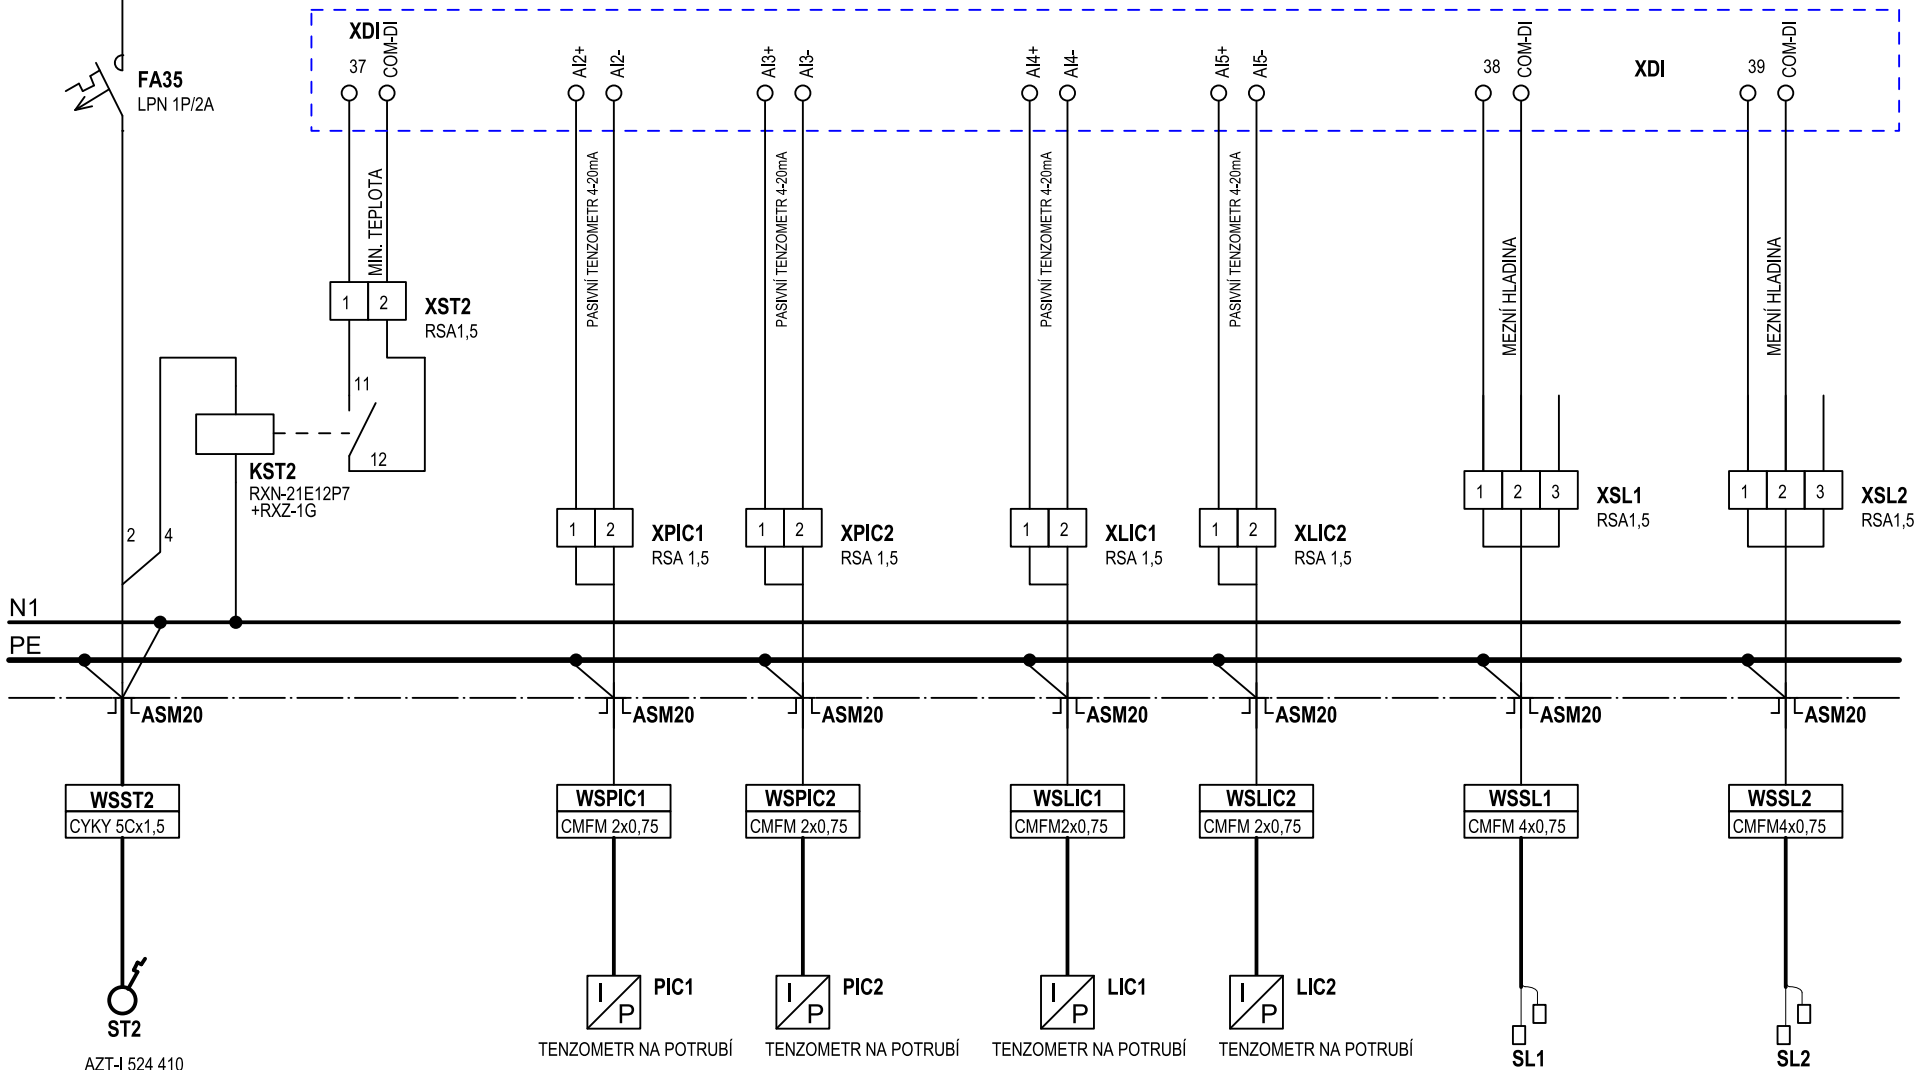 XDI
37
COM-DI
AI2+
AI2-
AI3+
AI3-
AI4+
AI4-
AI5+
AI5-
38
COM-DI
XDI
39
COM-DI
FA35
LPN 1P/2A
MIN. TEPLOTA
PASIVNÍ TENZOMETR 4-20mA
PASIVNÍ TENZOMETR 4-20mA
PASIVNÍ TENZOMETR 4-20mA
PASIVNÍ TENZOMETR 4-20mA
MEZNÍ HLADINA
MEZNÍ HLADINA
1 2
XST2
RSA1,5
11
12
KST2
RXN-21E12P7
+RXZ-1G
2 4
1 2
XPIC1
RSA 1,5
1 2
XPIC2
RSA 1,5
1 2
XLIC1
RSA 1,5
1 2
XLIC2
RSA 1,5
1 2 3
XSL1
RSA1,5
1 2 3
XSL2
RSA1,5
N1
PE
ASM20
ASM20
ASM20
ASM20
ASM20
ASM20
ASM20
WSST2
CYKY 5Cx1,5
WSPIC1
CMFM 2x0,75
WSPIC2
CMFM 2x0,75
WSLIC1
CMFM2x0,75
WSLIC2
CMFM 2x0,75
WSSL1
CMFM 4x0,75
WSSL2
CMFM4x0,75
ST2
AZT-I 524 410
I
P
PIC1
TENZOMETR NA POTRUBÍ
I
P
PIC2
TENZOMETR NA POTRUBÍ
I
P
LIC1
TENZOMETR NA POTRUBÍ
I
P
LIC2
TENZOMETR NA POTRUBÍ
SL1
SL2